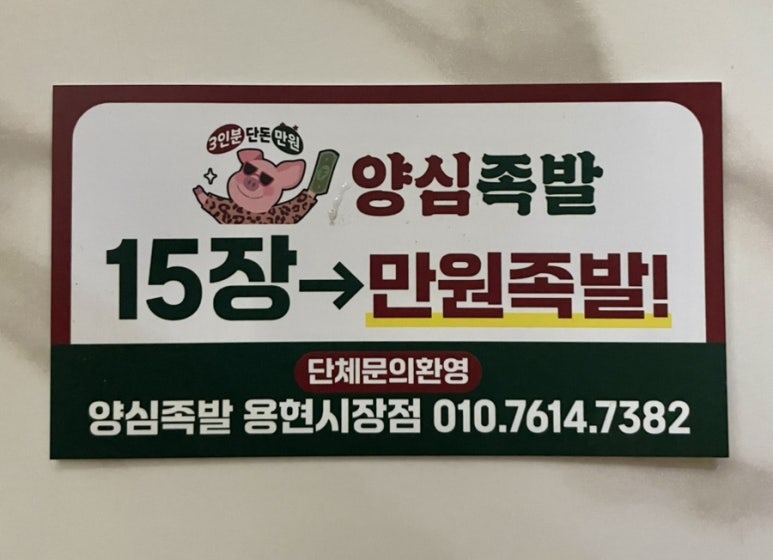 3인분 단돈 만원
양심족발
15장→만원족발!
단체문의환영
양심족발 용현시장점 010.7614.7382